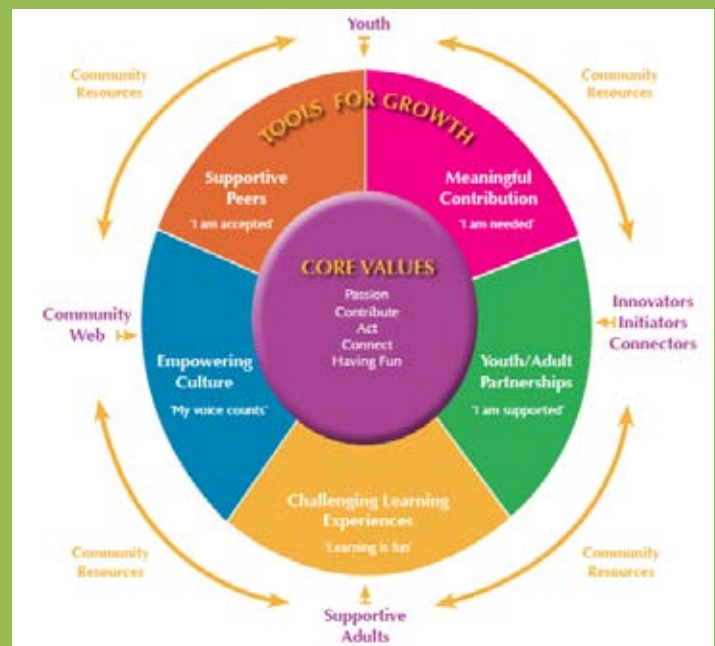 Youth
Community
Resources
Community
Resources
TOOLS FOR GROWTH
Supportive
Peers
'I am accepted'
Meaningful
Contribution
'I am needed'
CORE VALUES
Passion
Contribute
Act
Connect
Having Fun
Community
Web
Innovators
Initiators
Connectors
Empowering
Culture
'My voice counts'
Youth/Adult
Partnerships
'I am supported'
Challenging Learning
Experiences
'Learning is fun'
Community
Resources
Community
Resources
Supportive
Adults